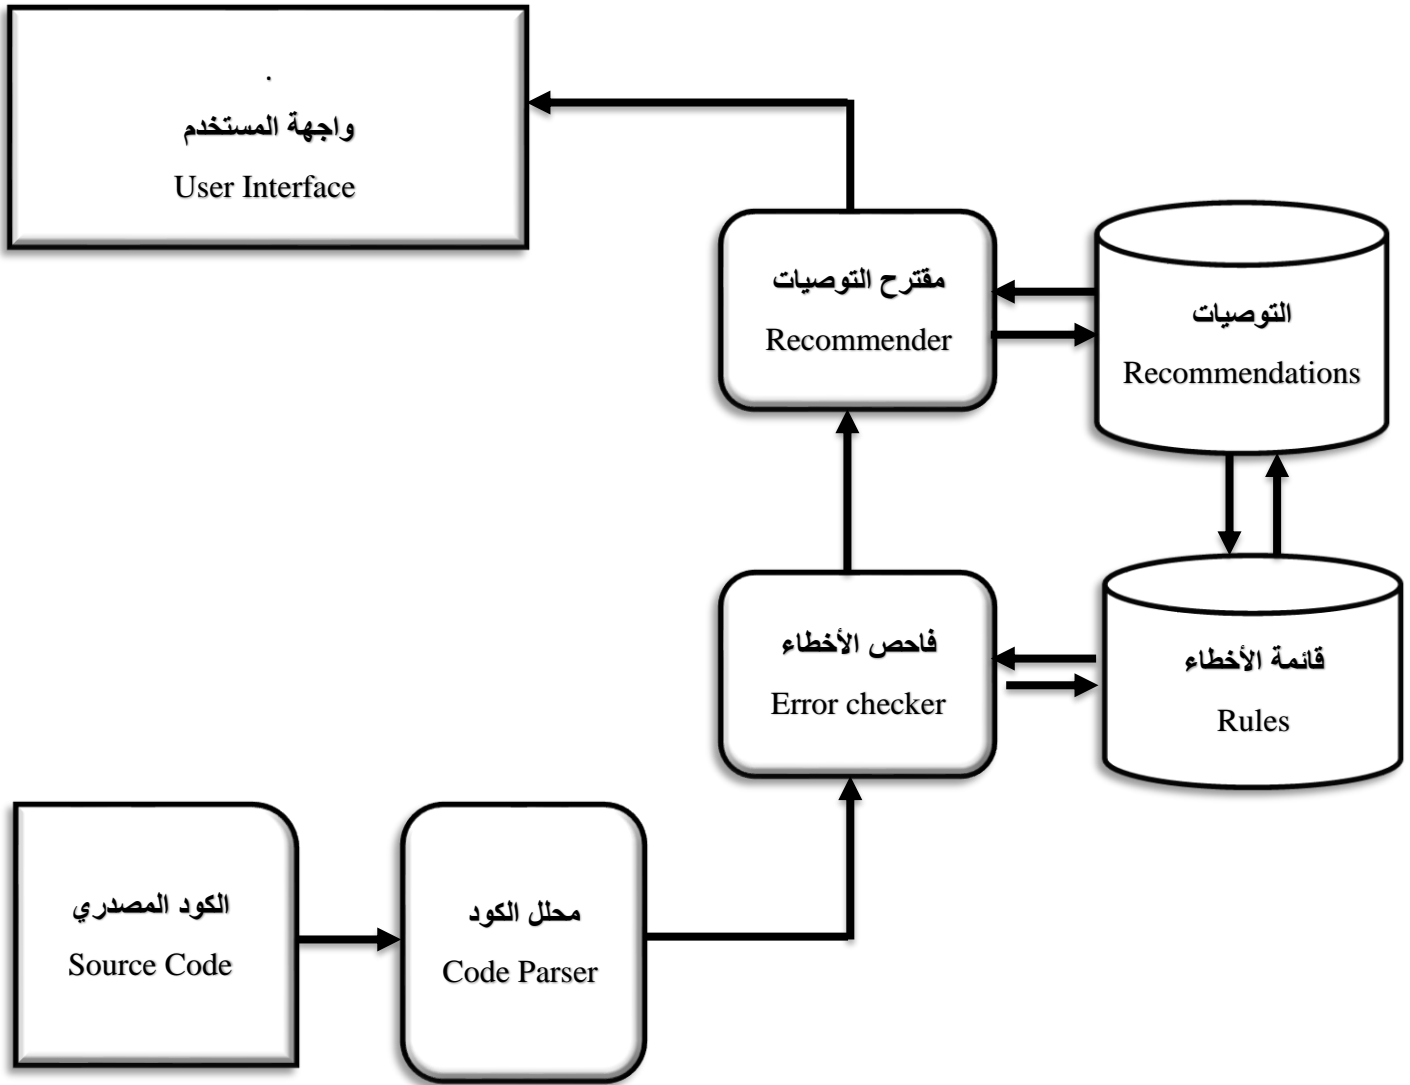 .
واجهة المستخدم
User Interface
مقترح التوصيات
Recommender
التوصيات
Recommendations
فاحص الأخطاء
Error checker
قائمة الأخطاء
Rules
الكود المصدري
Source Code
محلل الكود
Code Parser